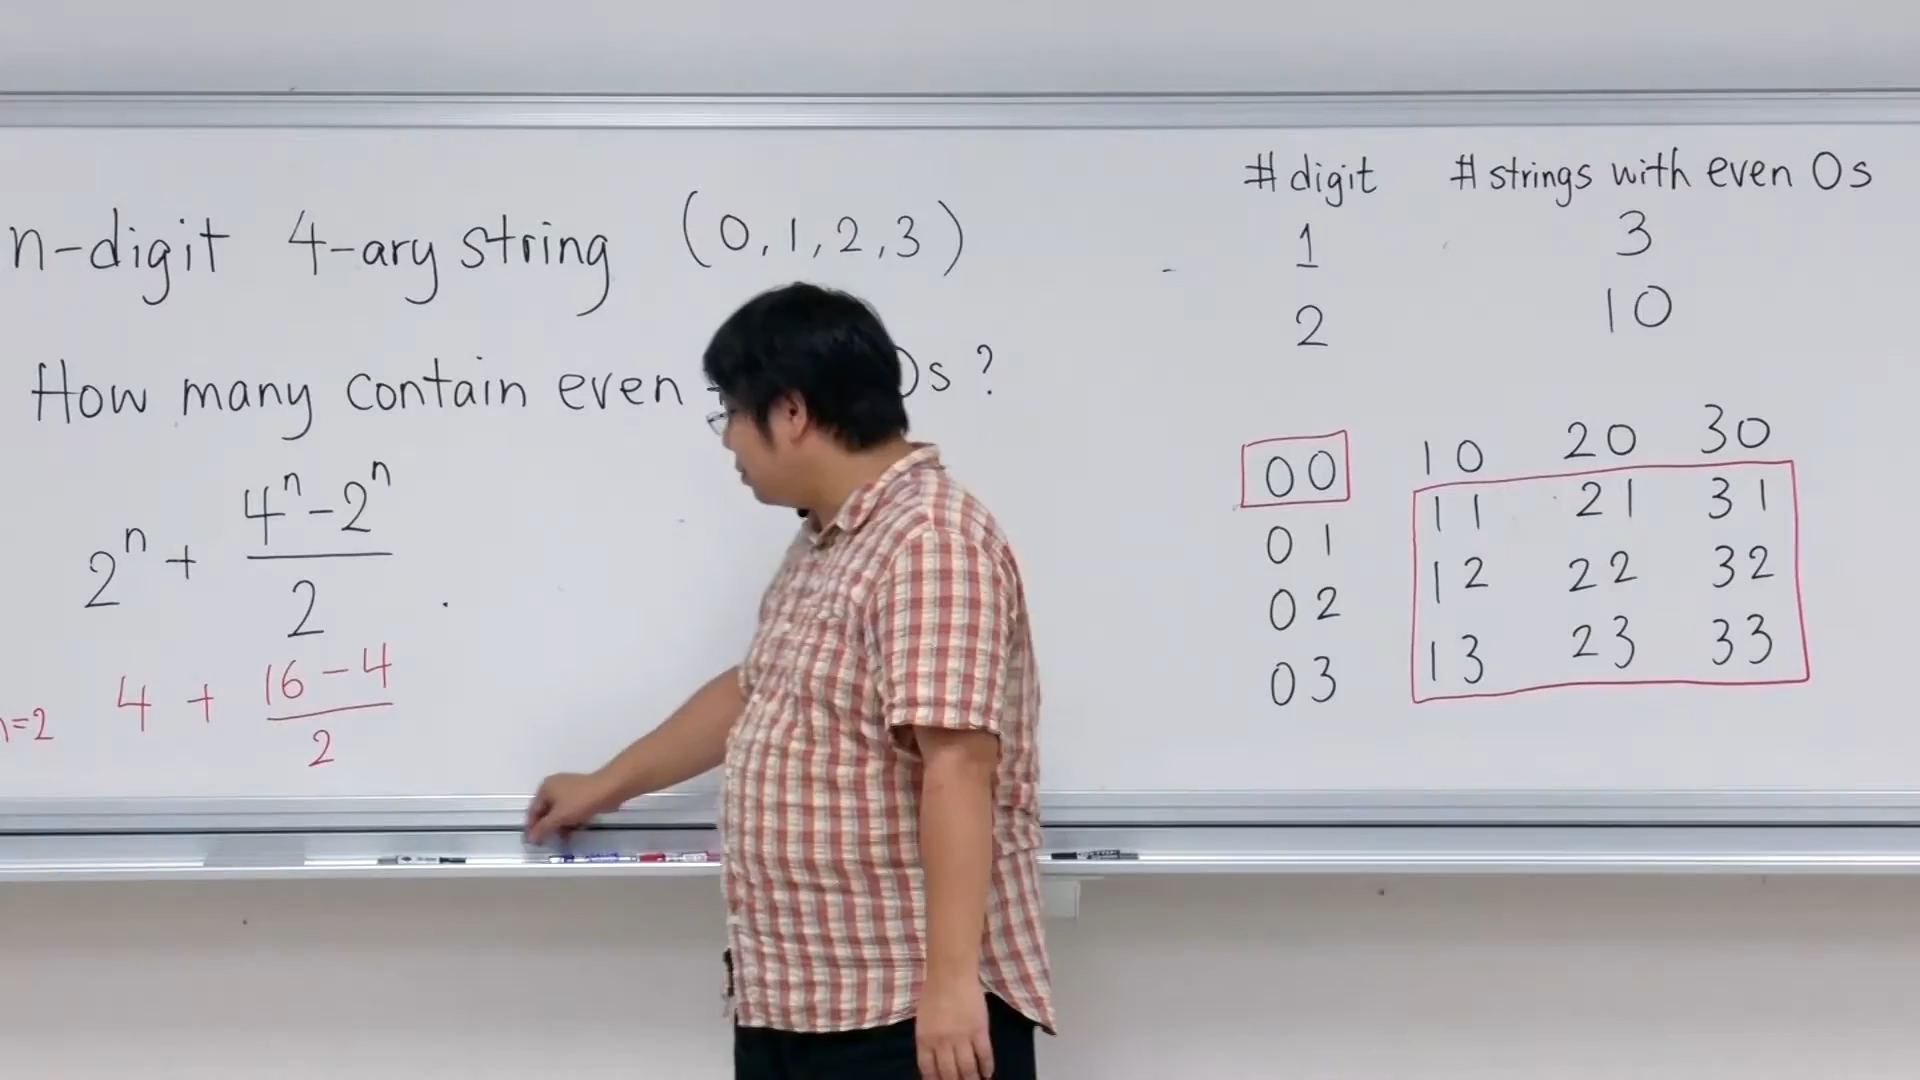 n-digit 4-ary string (0,1,2,3)
How many contain even 0s ?
2^n + (4^n - 2^n)/2 .
n=2 4 + (16 - 4)/2
# digit # strings with even 0s
1 3
2 10
00 10 20 30
01 11 21 31
02 12 22 32
03 13 23 33